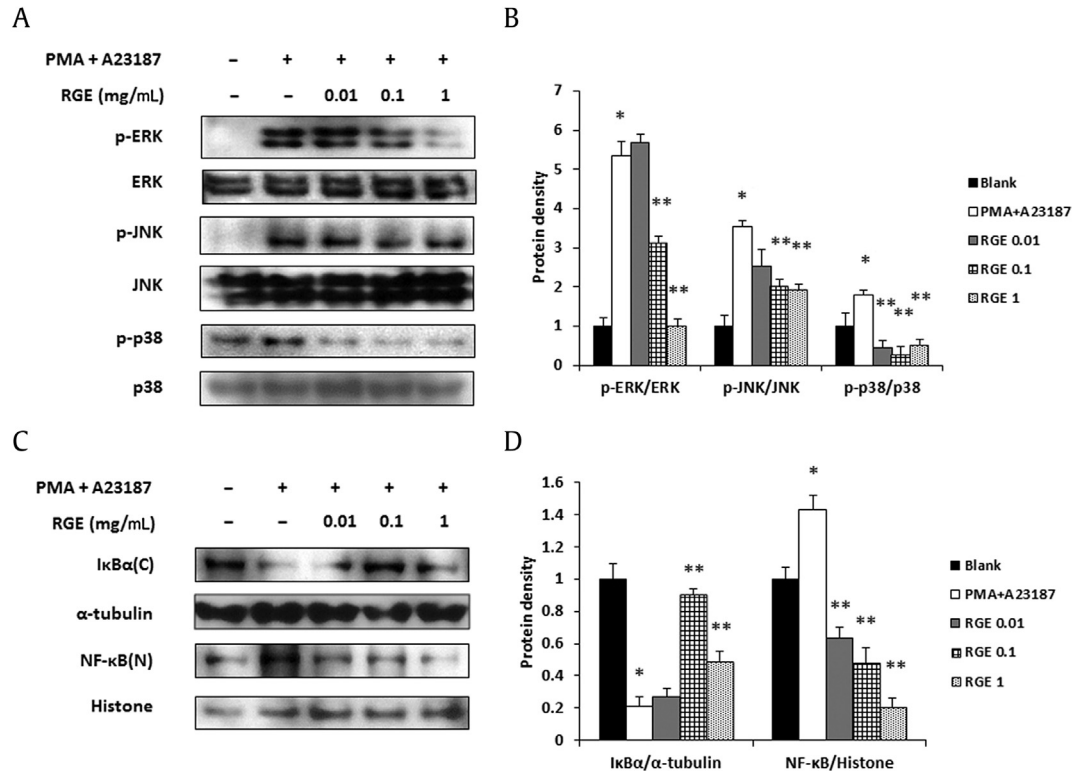 A
PMA + A23187 – + + + +
RGE (mg/mL) – – 0.01 0.1 1
p-ERK
ERK
p-JNK
JNK
p-p38
p38
B
Protein density
7
6
5
4
3
2
1
0
* ** **
* ** **
* ** ** **
p-ERK/ERK p-JNK/JNK p-p38/p38
Blank
PMA+A23187
RGE 0.01
RGE 0.1
RGE 1
C
PMA + A23187 – + + + +
RGE (mg/mL) – – 0.01 0.1 1
IκBα(C)
α-tubulin
NF-κB(N)
Histone
D
Protein density
1.6
1.4
1.2
1
0.8
0.6
0.4
0.2
0
* ** **
* ** ** **
IκBα/α-tubulin NF-κB/Histone
Blank
PMA+A23187
RGE 0.01
RGE 0.1
RGE 1